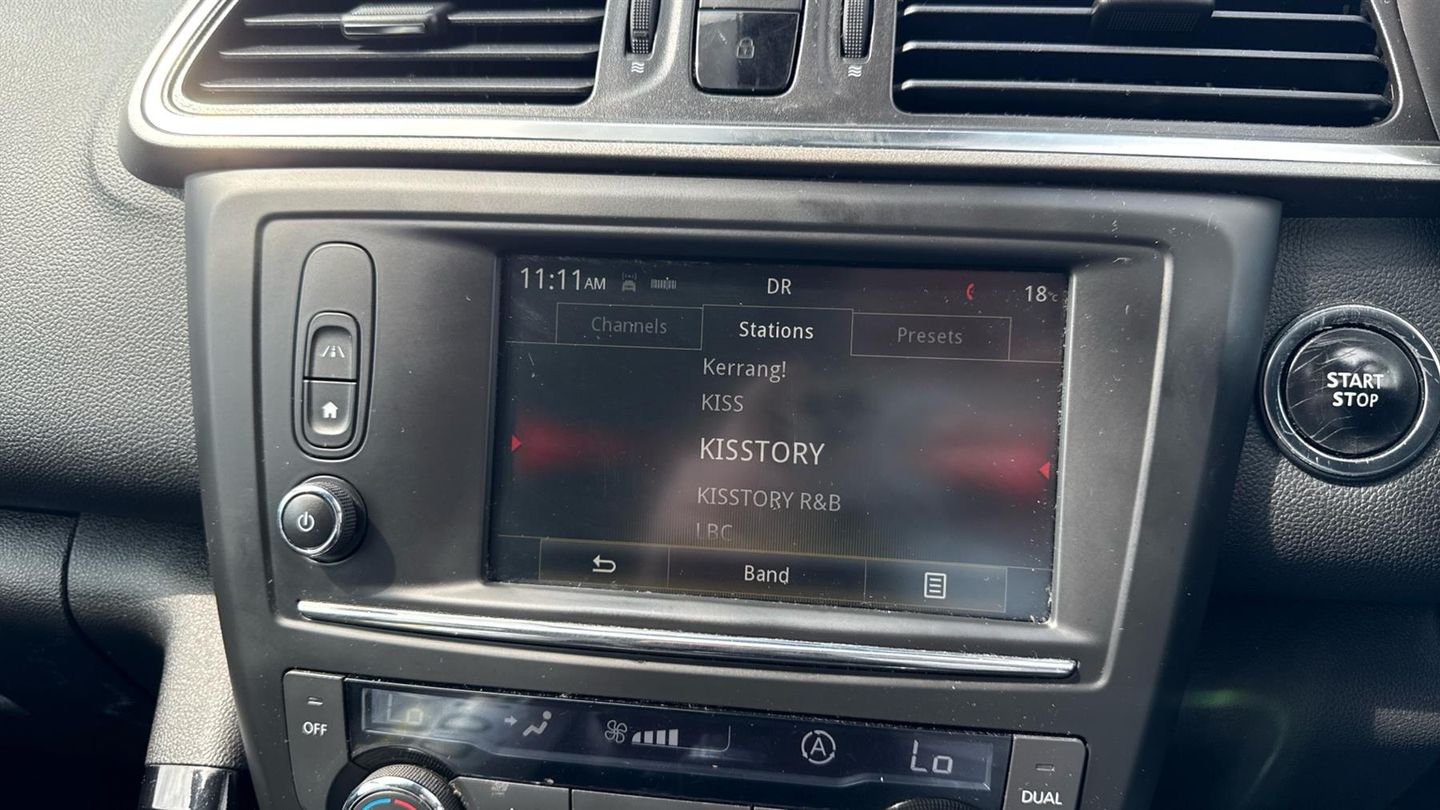 11:11AM DR 18°C
Channels Stations Presets
Kerrang!
KISS
KISSTORY
KISSTORY R&B
LBC
Band
START
STOP
OFF
Lo A Lo
DUAL